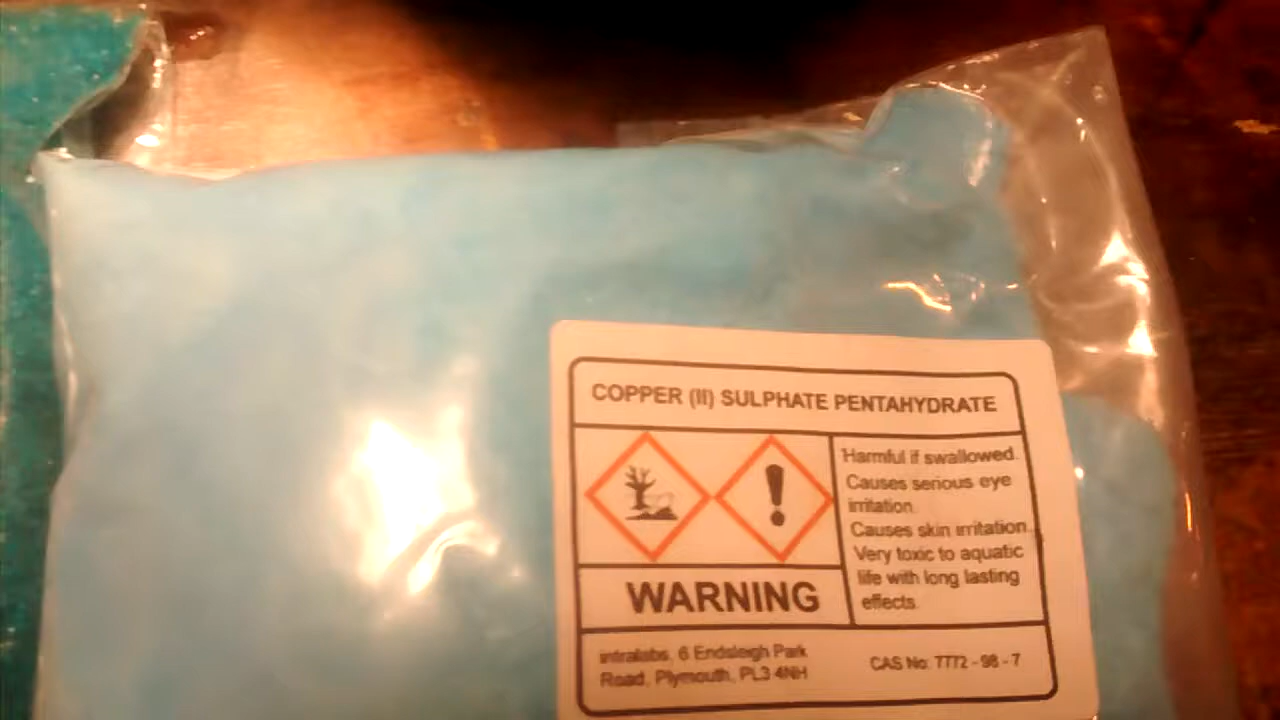 COPPER (II) SULPHATE PENTAHYDRATE
Harmful if swallowed.
Causes serious eye
irritation.
Causes skin irritation.
Very toxic to aquatic
life with long lasting
effects.
WARNING
intralabs, 6 Endsleigh Park
Road, Plymouth, PL3 4NH
CAS No: 7772 - 98 - 7